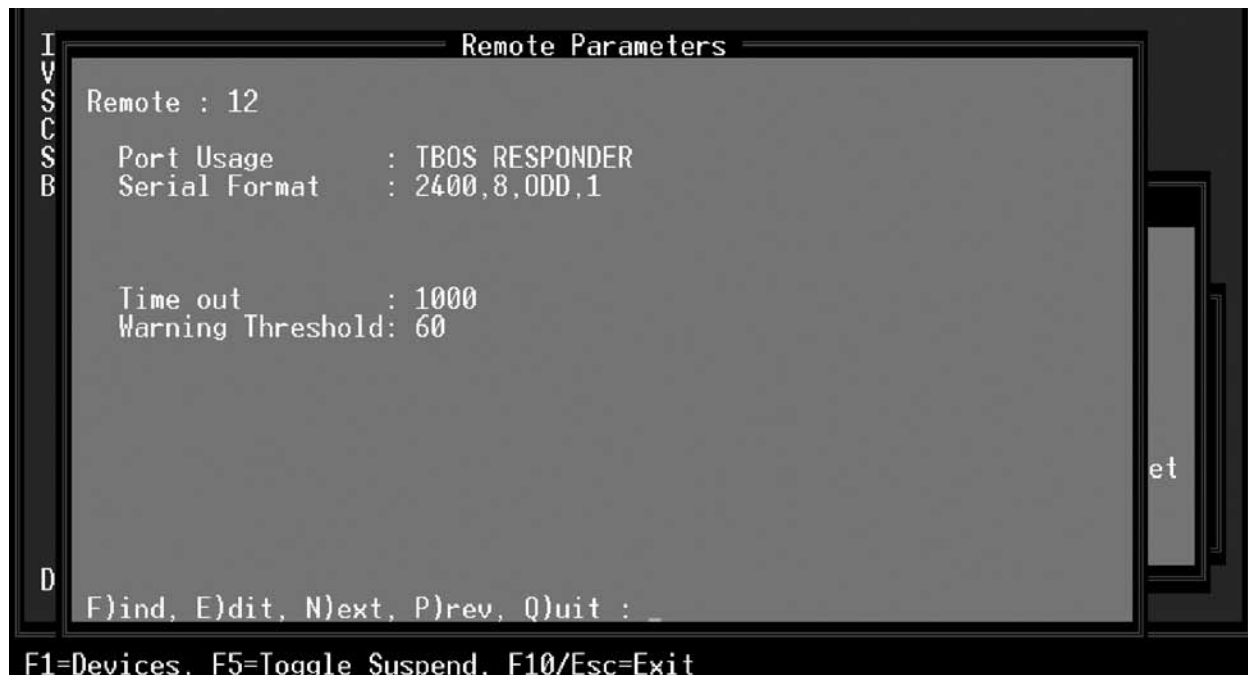 Remote Parameters
I
V
S
C
S
B
Remote : 12
Port Usage : TBOS RESPONDER
Serial Format : 2400,8,ODD,1
Time out : 1000
Warning Threshold: 60
et
D
F)ind, E)dit, N)ext, P)rev, Q)uit : _
F1=Devices, F5=Toggle Suspend, F10/Esc=Exit